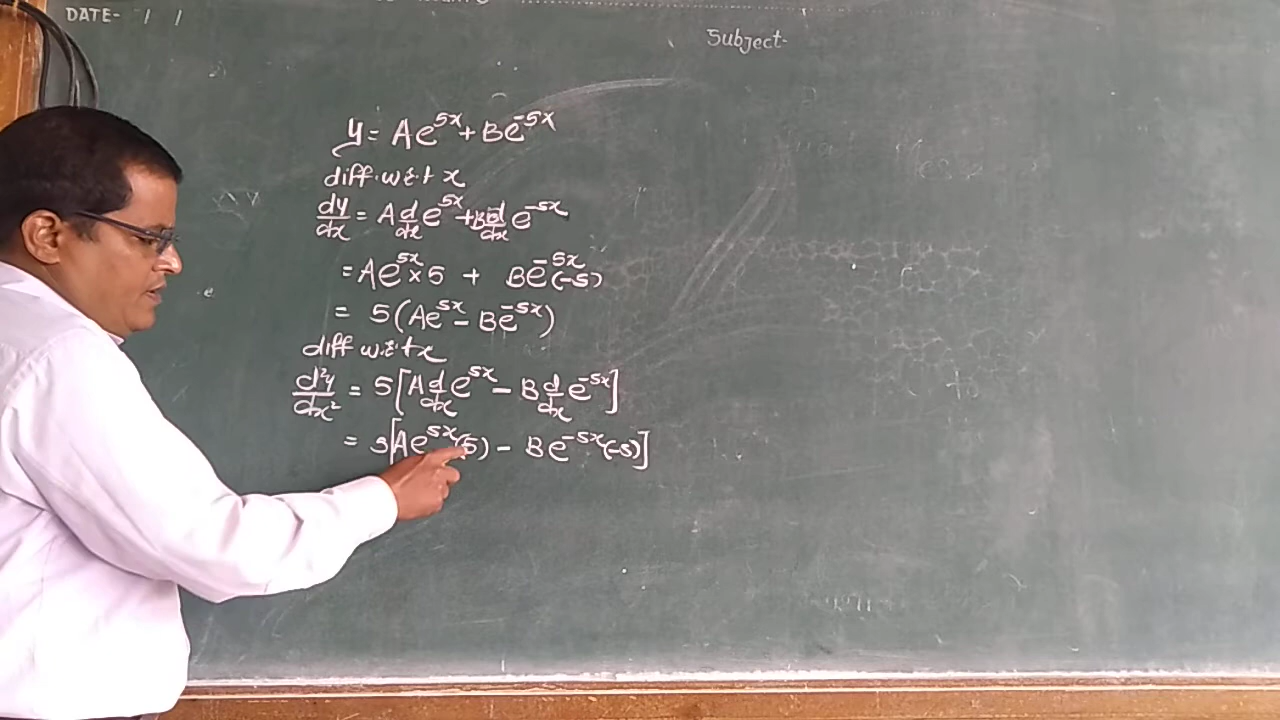 DATE- / /
Subject-
y = Ae^5x + Be^-5x
diff. w.r.t x
dy/dx = A d/dx e^5x + B d/dx e^-5x
= Ae^5x × 5 + Be^-5x (-5)
= 5(Ae^5x - Be^-5x)
diff w.r.t x
d²y/dx² = 5[A d/dx e^5x - B d/dx e^-5x]
= 5[Ae^5x (5) - Be^-5x (-5)]